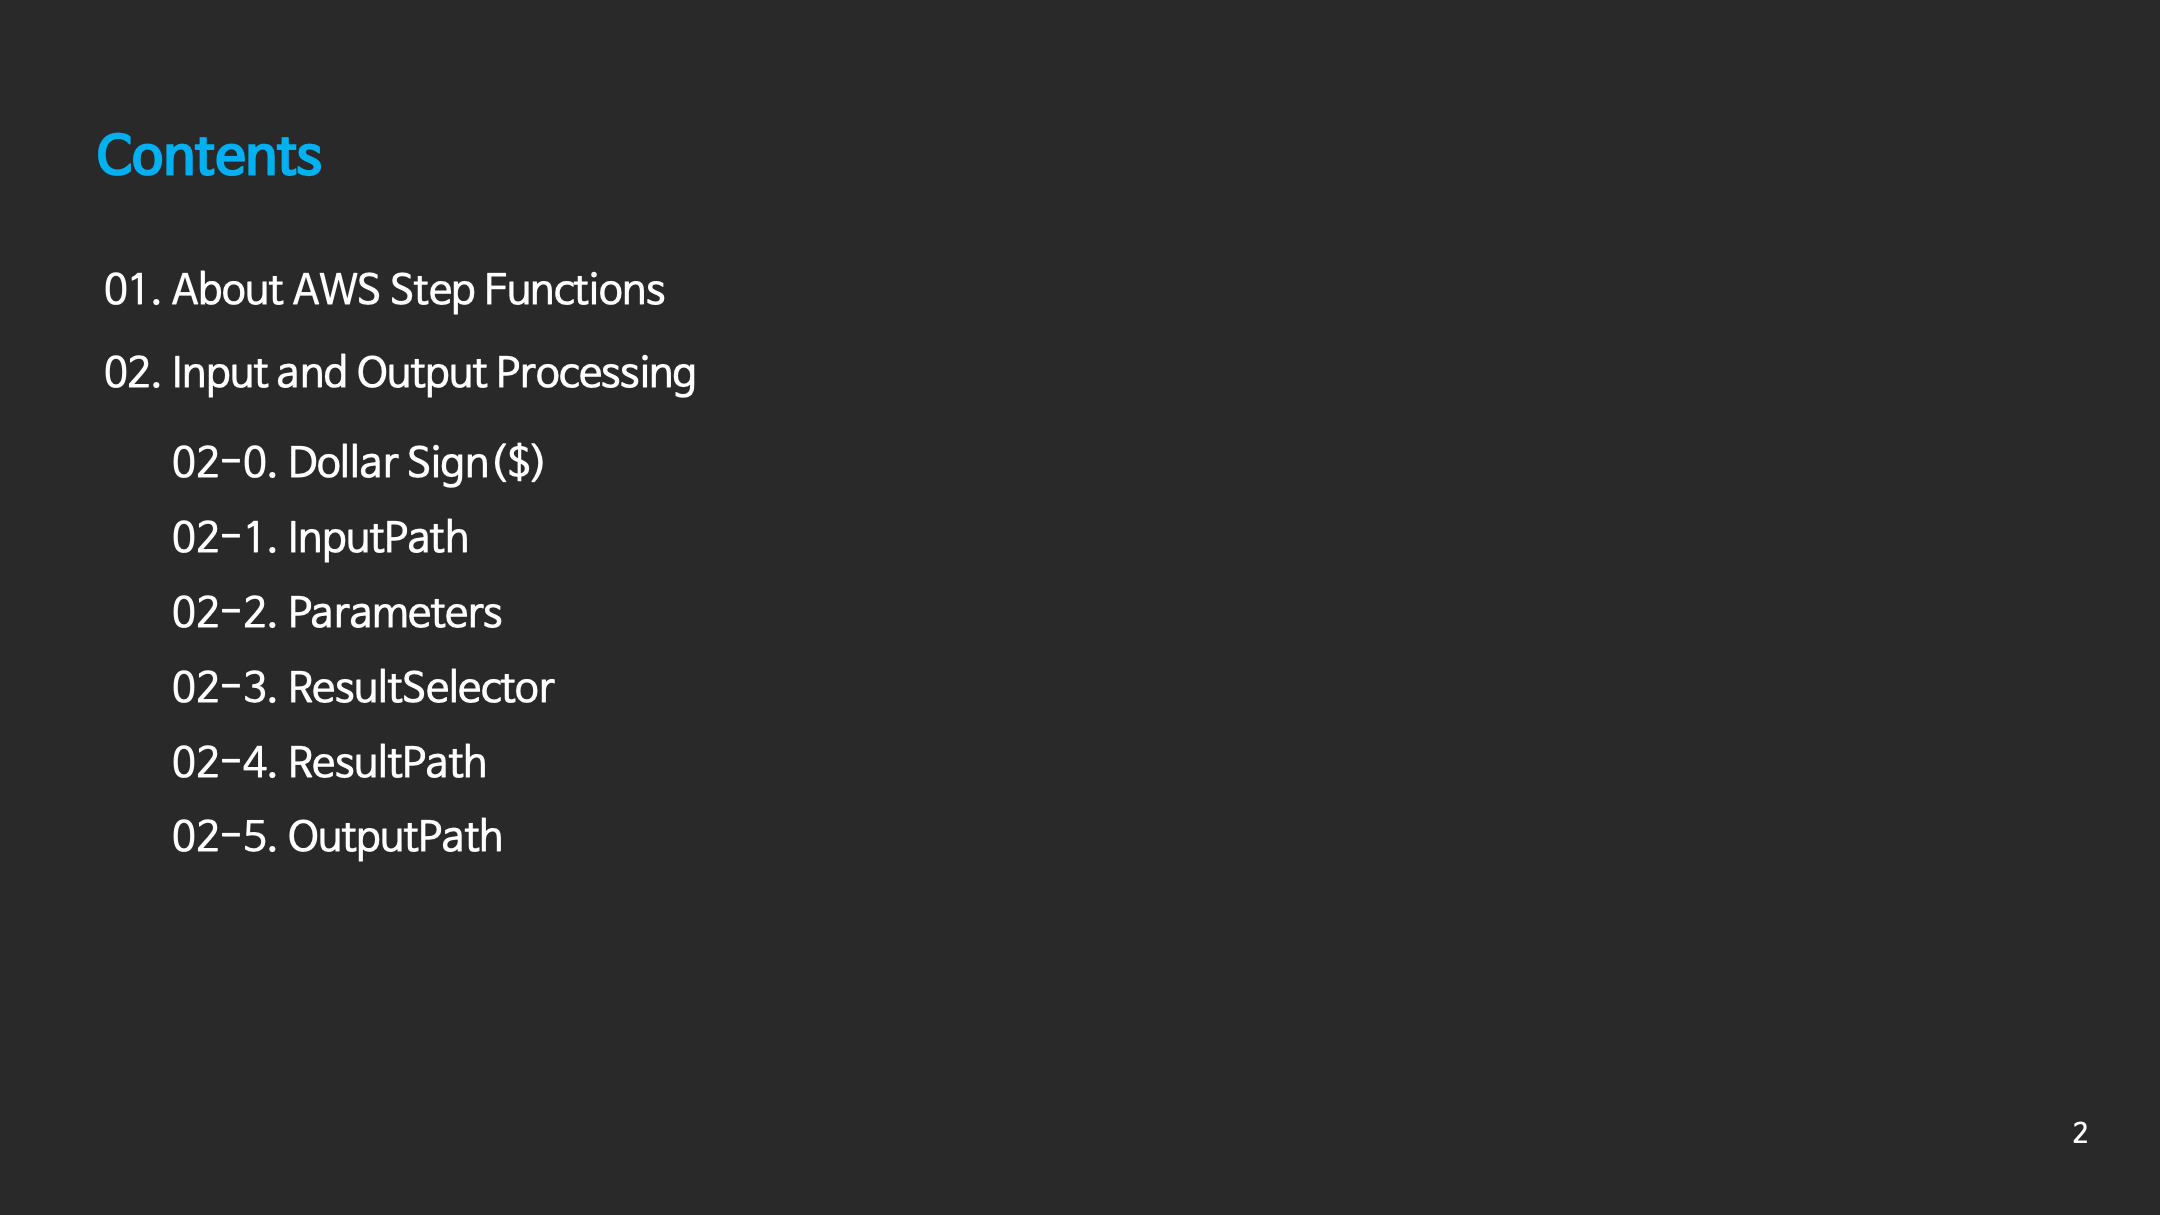 Contents
01. About AWS Step Functions
02. Input and Output Processing
02-0. Dollar Sign($)
02-1. InputPath
02-2. Parameters
02-3. ResultSelector
02-4. ResultPath
02-5. OutputPath
2